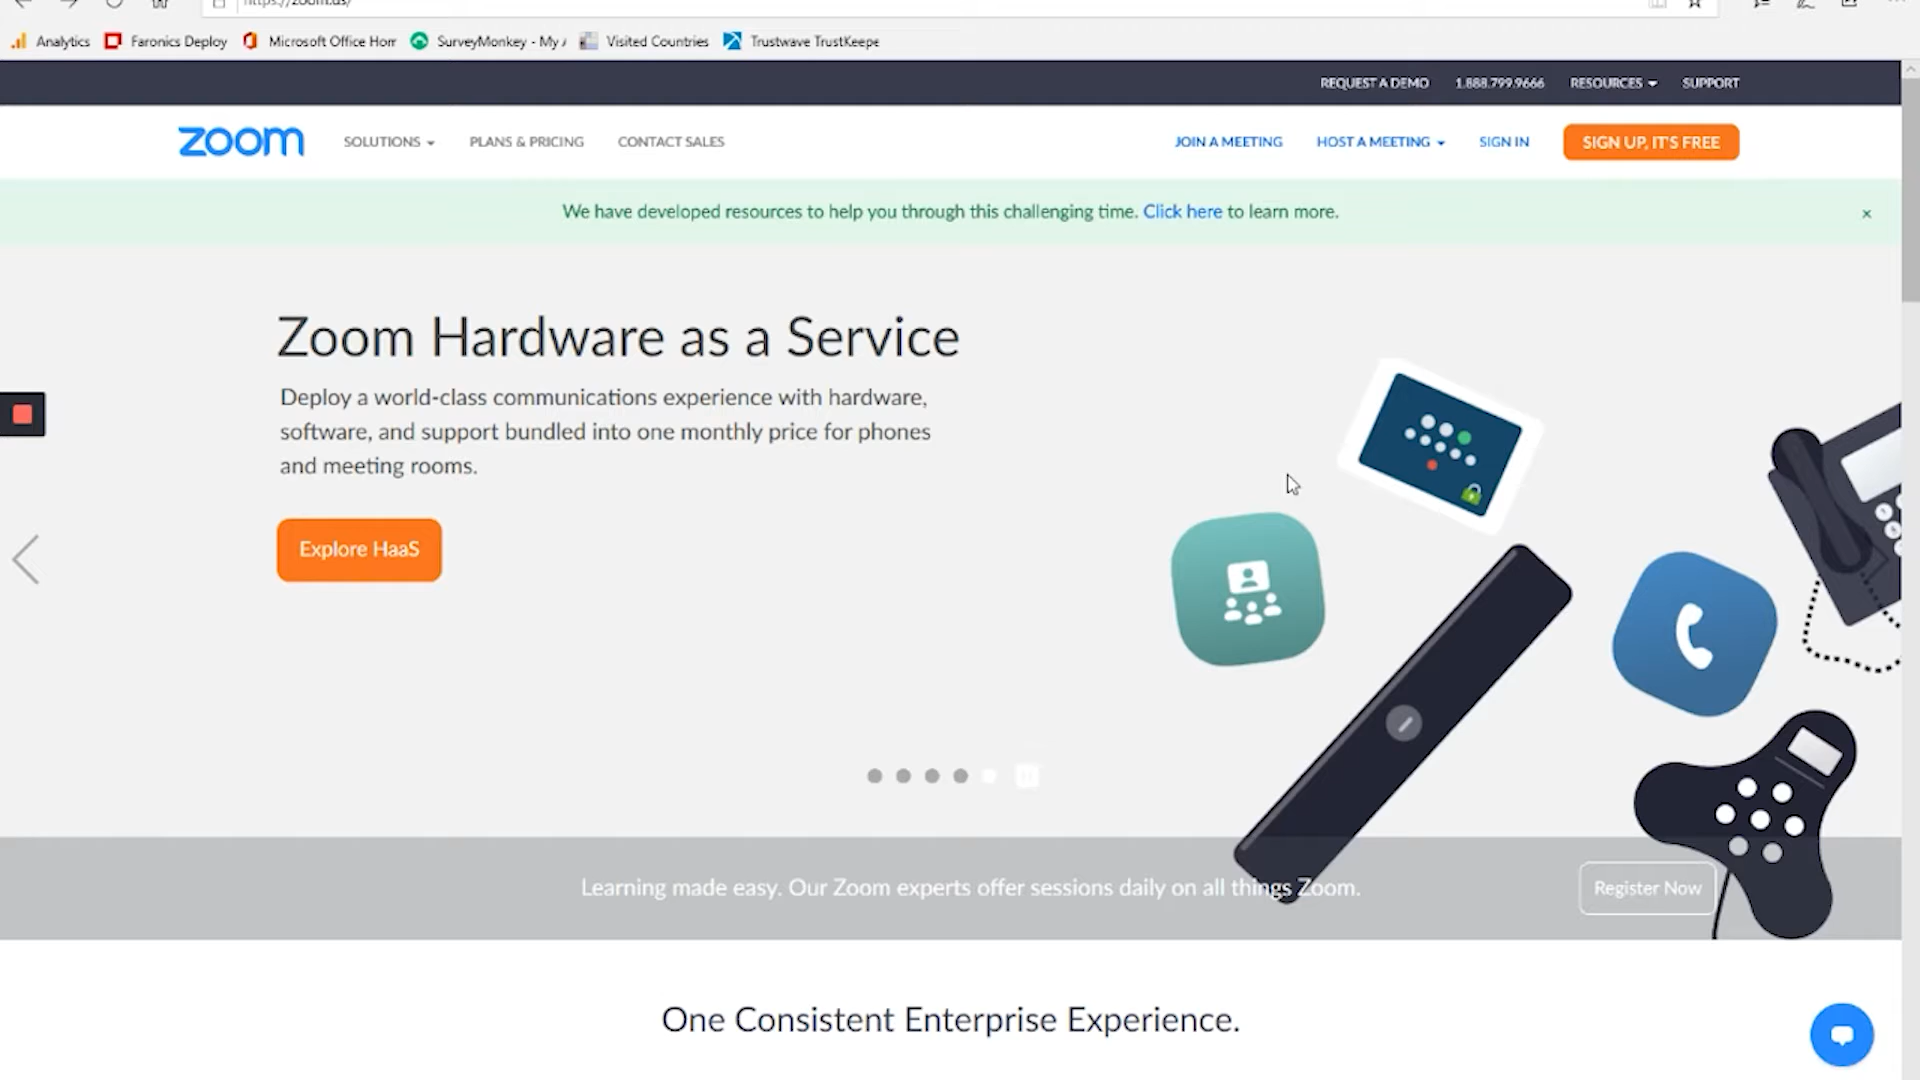 https://zoom.us/
Analytics Faronics Deploy Microsoft Office Hom SurveyMonkey - My A Visited Countries Trustwave TrustKeepe
REQUEST A DEMO 1.888.799.9666 RESOURCES SUPPORT
zoom SOLUTIONS PLANS & PRICING CONTACT SALES JOIN A MEETING HOST A MEETING SIGN IN SIGN UP, IT'S FREE
We have developed resources to help you through this challenging time. Click here to learn more.
Zoom Hardware as a Service
Deploy a world-class communications experience with hardware,
software, and support bundled into one monthly price for phones
and meeting rooms.
Explore HaaS
Learning made easy. Our Zoom experts offer sessions daily on all things Zoom. Register Now
One Consistent Enterprise Experience.